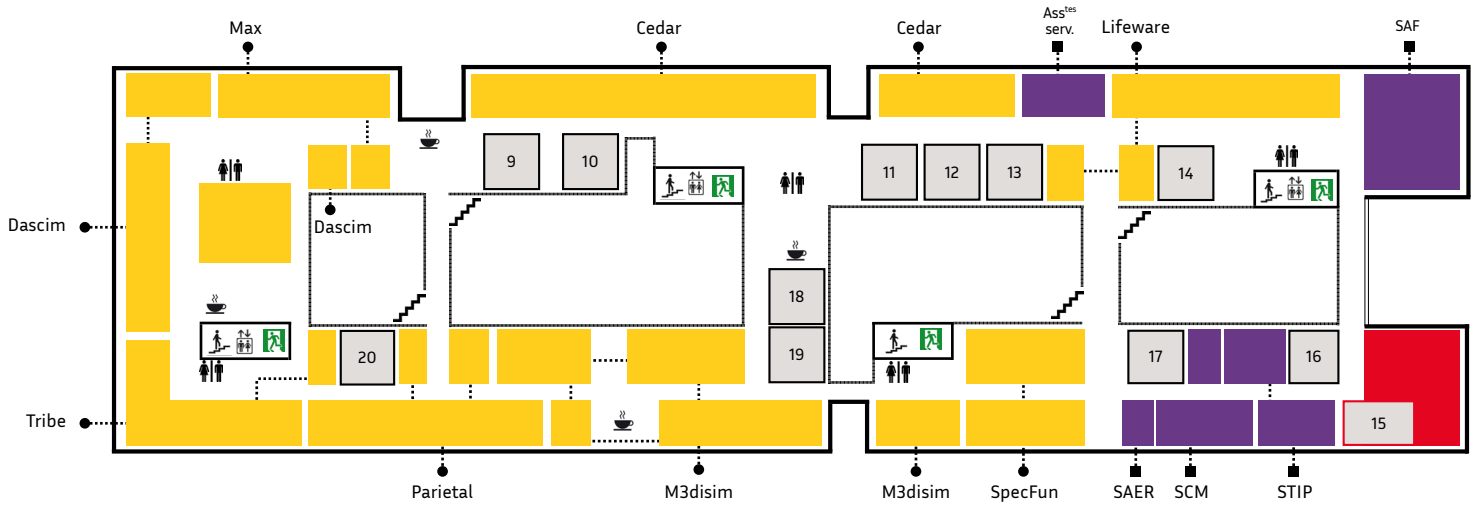 Max
Cedar
Cedar
Ass^tes
serv.
Lifeware
SAF
9
10
11
12
13
14
Dascim
Dascim
18
19
20
17
16
15
Tribe
Parietal
M3disim
M3disim
SpecFun
SAER
SCM
STIP